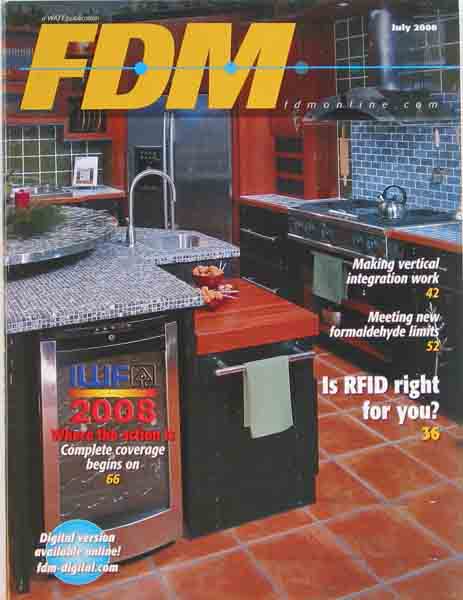 a WATT publication
July 2008
FDM
fdmonline.com
Making vertical
integration work
42
Meeting new
formaldehyde limits
52
Is RFID right
for you?
36
IWF
2008
Where the action is
Complete coverage
begins on
66
Digital version
available online!
fdm-digital.com